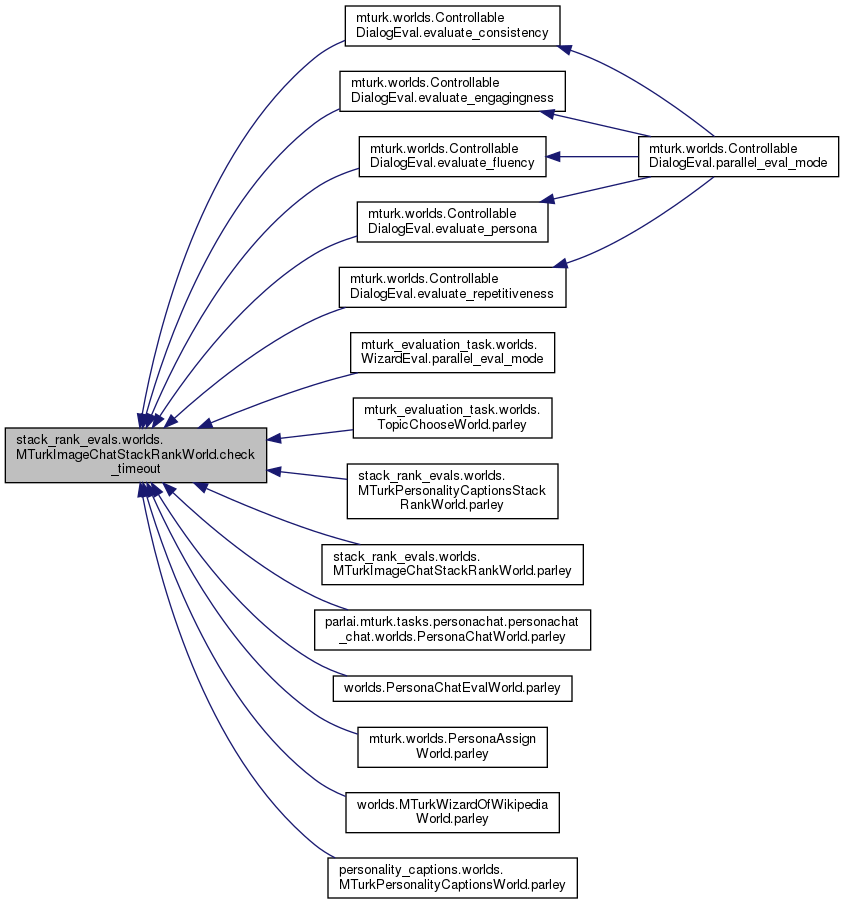 mturk.worlds.Controllable
DialogEval.evaluate_consistency
mturk.worlds.Controllable
DialogEval.evaluate_engagingness
mturk.worlds.Controllable
DialogEval.evaluate_fluency
mturk.worlds.Controllable
DialogEval.parallel_eval_mode
mturk.worlds.Controllable
DialogEval.evaluate_persona
mturk.worlds.Controllable
DialogEval.evaluate_repetitiveness
mturk_evaluation_task.worlds.
WizardEval.parallel_eval_mode
mturk_evaluation_task.worlds.
TopicChooseWorld.parley
stack_rank_evals.worlds.
MTurkImageChatStackRankWorld.check
_timeout
stack_rank_evals.worlds.
MTurkPersonalityCaptionsStack
RankWorld.parley
stack_rank_evals.worlds.
MTurkImageChatStackRankWorld.parley
parlai.mturk.tasks.personachat.personachat
_chat.worlds.PersonaChatWorld.parley
worlds.PersonaChatEvalWorld.parley
mturk.worlds.PersonaAssign
World.parley
worlds.MTurkWizardOfWikipedia
World.parley
personality_captions.worlds.
MTurkPersonalityCaptionsWorld.parley